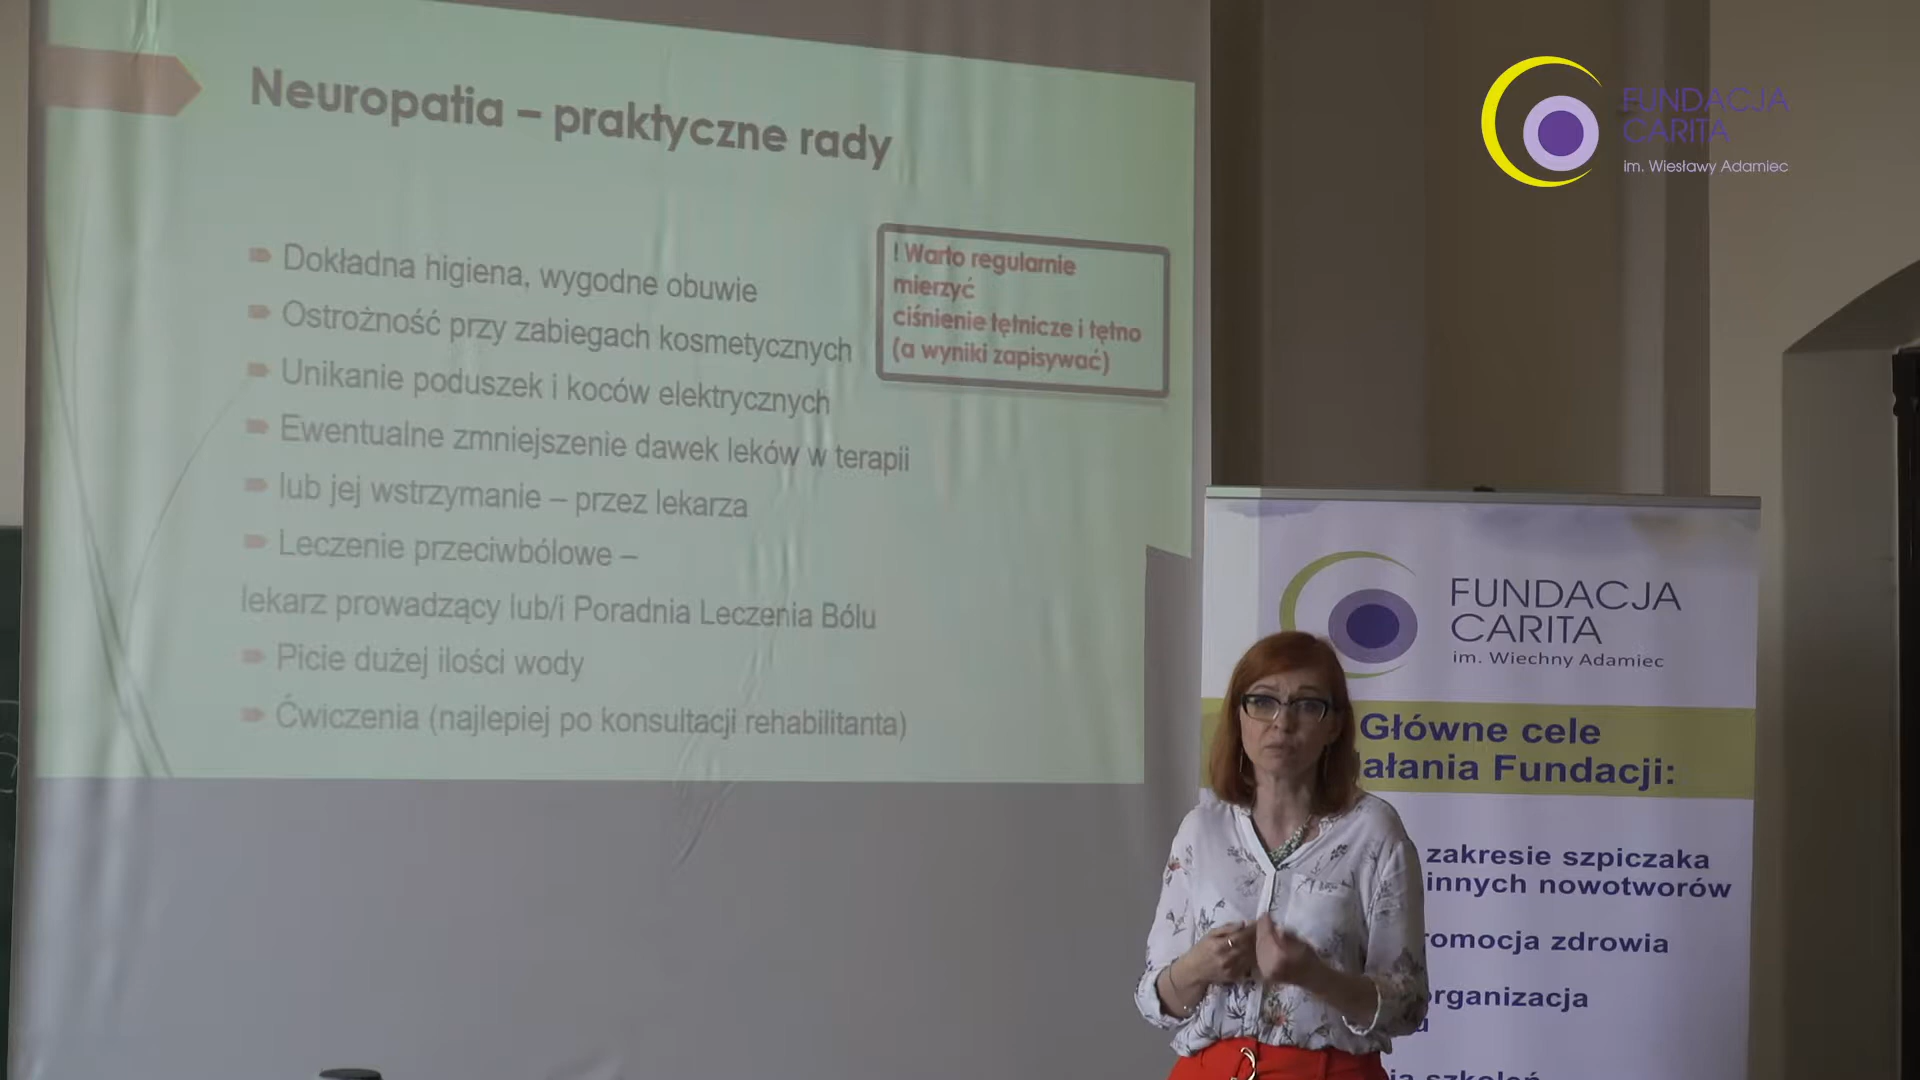 Neuropatia – praktyczne rady
Dokładna higiena, wygodne obuwie
Ostrożność przy zabiegach kosmetycznych
Unikanie poduszek i koców elektrycznych
Ewentualne zmniejszenie dawek leków w terapii
lub jej wstrzymanie – przez lekarza
Leczenie przeciwbólowe –
lekarz prowadzący lub/i Poradnia Leczenia Bólu
Picie dużej ilości wody
Ćwiczenia (najlepiej po konsultacji rehabilitanta)
! Warto regularnie
mierzyć
ciśnienie tętnicze i tętno
(a wyniki zapisywać)
FUNDACJA
CARITA
im. Wiesławy Adamiec
FUNDACJA
CARITA
im. Wiechny Adamiec
Główne cele
ałania Fundacji:
zakresie szpiczaka
innych nowotworów
romocja zdrowia
rganizacja